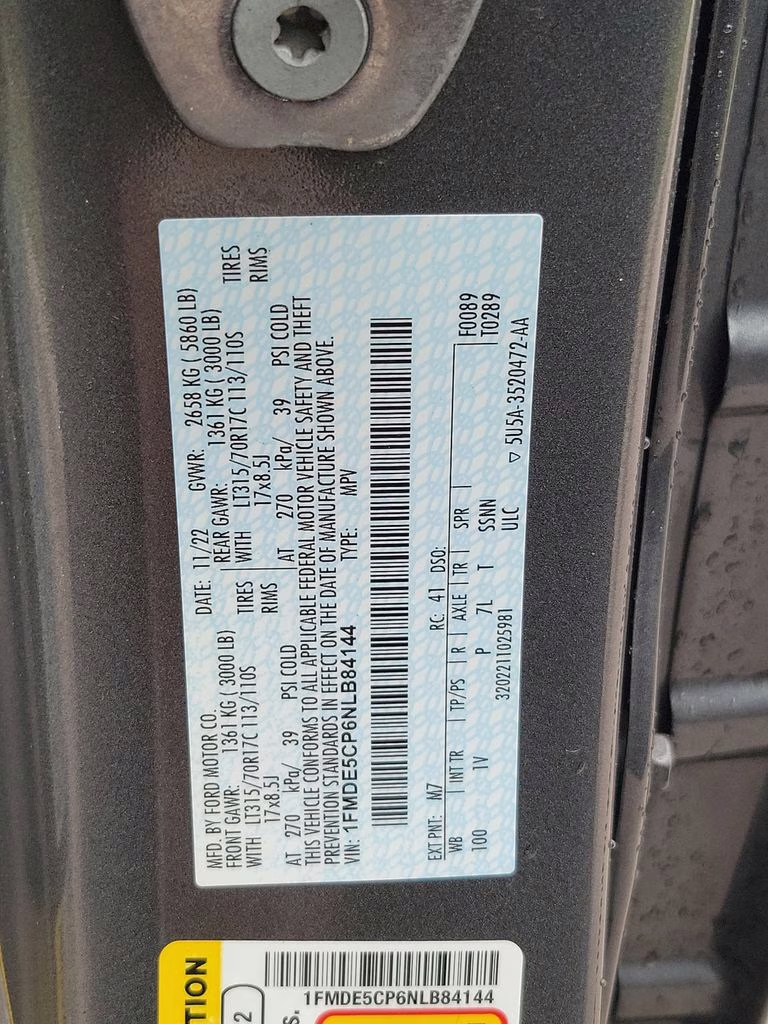 MFD. BY FORD MOTOR CO.
DATE: 11/22 GVWR: 2658 KG ( 5860 LB)
FRONT GAWR: 1361 KG ( 3000 LB)
REAR GAWR: 1361 KG ( 3000 LB)
WITH LT315/70R17C 113/110S TIRES
WITH LT315/70R17C 113/110S TIRES
17x8.5J RIMS
17x8.5J RIMS
AT 270 kPa/ 39 PSI COLD
AT 270 kPa/ 39 PSI COLD
THIS VEHICLE CONFORMS TO ALL APPLICABLE FEDERAL MOTOR VEHICLE SAFETY AND THEFT
PREVENTION STANDARDS IN EFFECT ON THE DATE OF MANUFACTURE SHOWN ABOVE.
VIN: 1FMDE5CP6NLB84144 TYPE: MPV
EXT PNT: M7 RC: 41 DSO:
WB INT TR TP/PS R AXLE TR SPR F0089
100 1V P 7L T SSNN T0289
3202211025981 ULC ▽ 5U5A-3520472-AA
TION
2
s.
1FMDE5CP6NLB84144